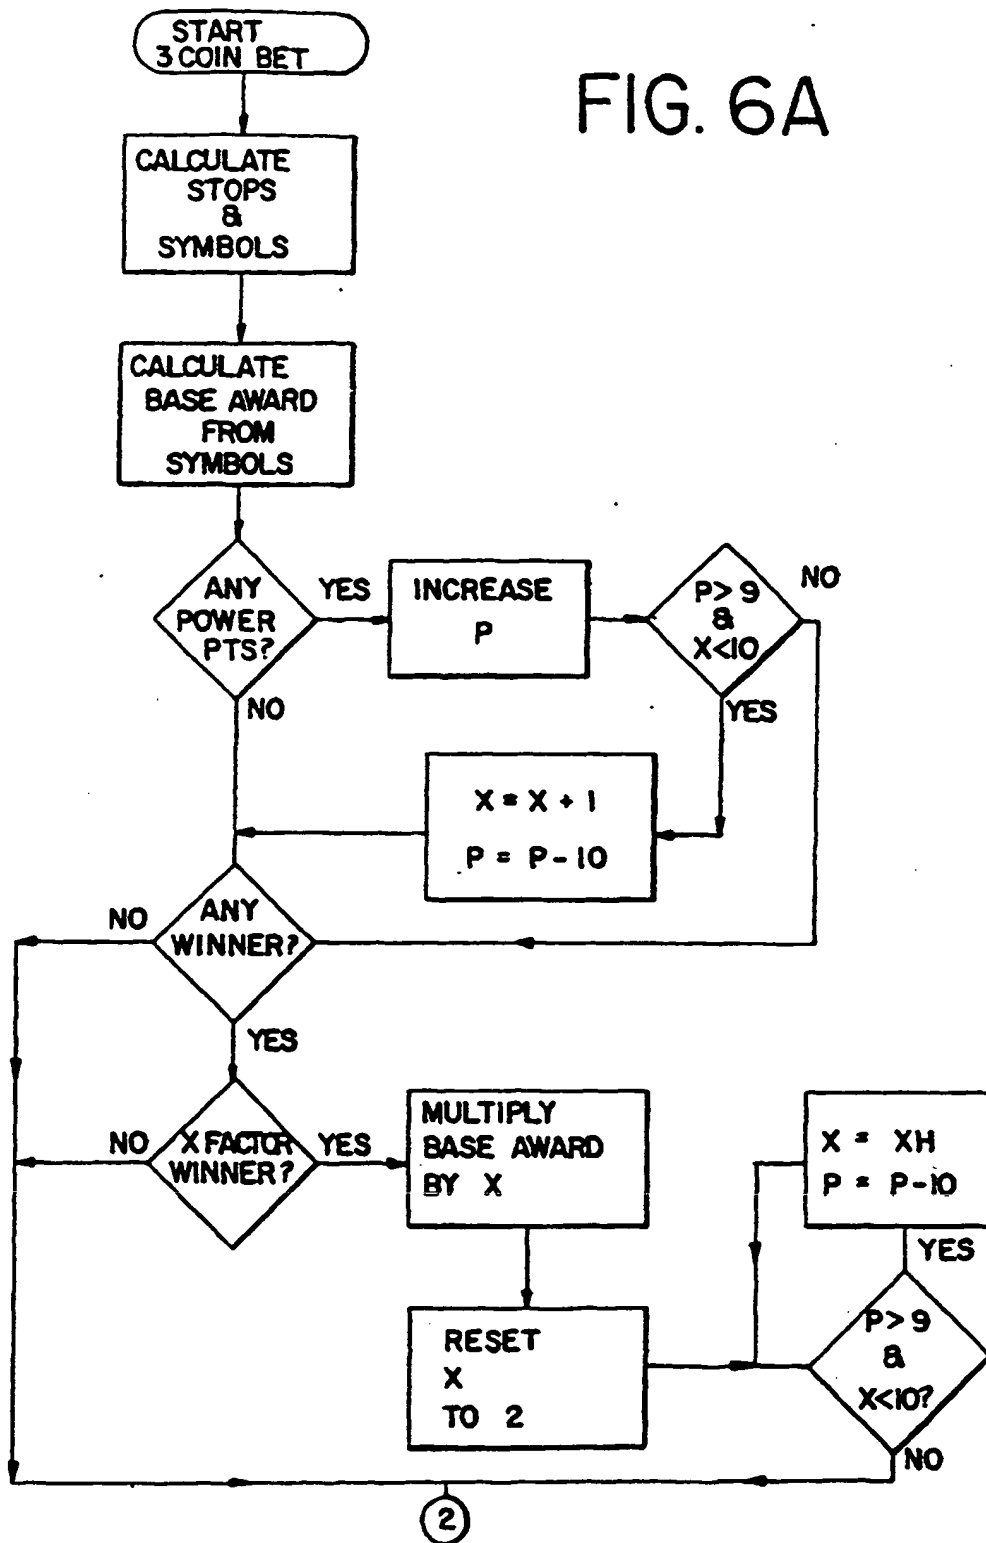 START
3 COIN BET
FIG. 6A
CALCULATE
STOPS
&
SYMBOLS
CALCULATE
BASE AWARD
FROM
SYMBOLS
ANY
POWER
PTS?
YES
INCREASE
P
P > 9
&
X<10
NO
NO
YES
X = X + 1
P = P - 10
NO
ANY
WINNER?
YES
NO
X FACTOR
WINNER?
YES
MULTIPLY
BASE AWARD
BY X
X = XH
P = P-10
YES
RESET
X
TO 2
P > 9
&
X<10?
NO
2